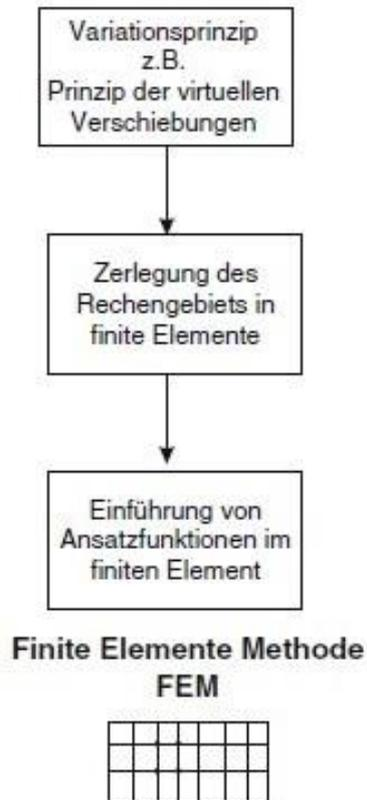 Variationsprinzip
z.B.
Prinzip der virtuellen
Verschiebungen
Zerlegung des
Rechengebiets in
finite Elemente
Einführung von
Ansatzfunktionen im
finiten Element
Finite Elemente Methode
FEM